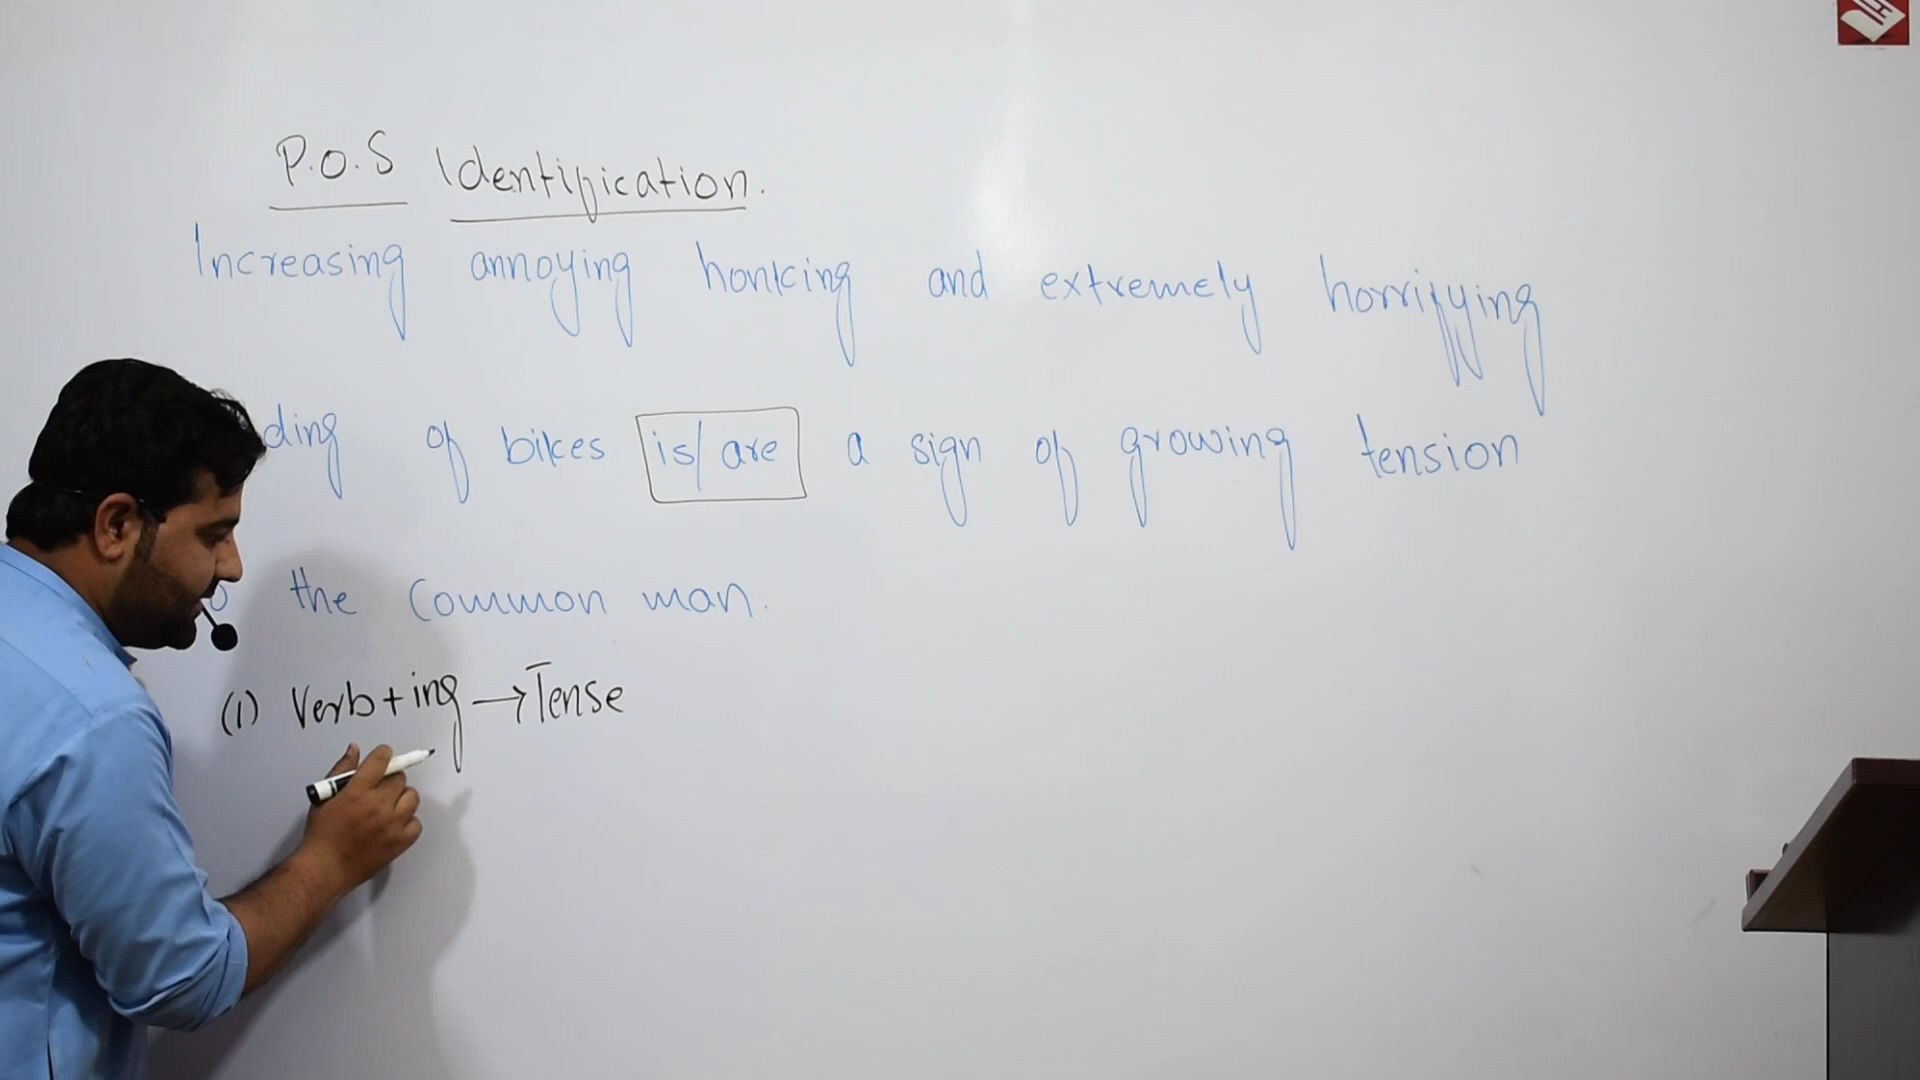 P.O.S Identification.
Increasing annoying honking and extremely horrifying
ding of bikes is/are a sign of growing tension
the common man.
(1) Verb+ing → Tense